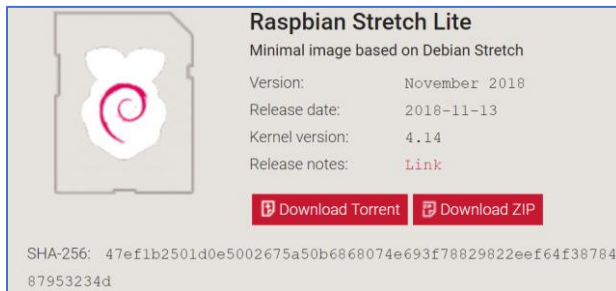 Raspbian Stretch Lite
Minimal image based on Debian Stretch
Version: November 2018
Release date: 2018-11-13
Kernel version: 4.14
Release notes: Link
Download Torrent Download ZIP
SHA-256: 47ef1b2501d0e5002675a50b6868074e693f78829822eef64f38784
87953234d